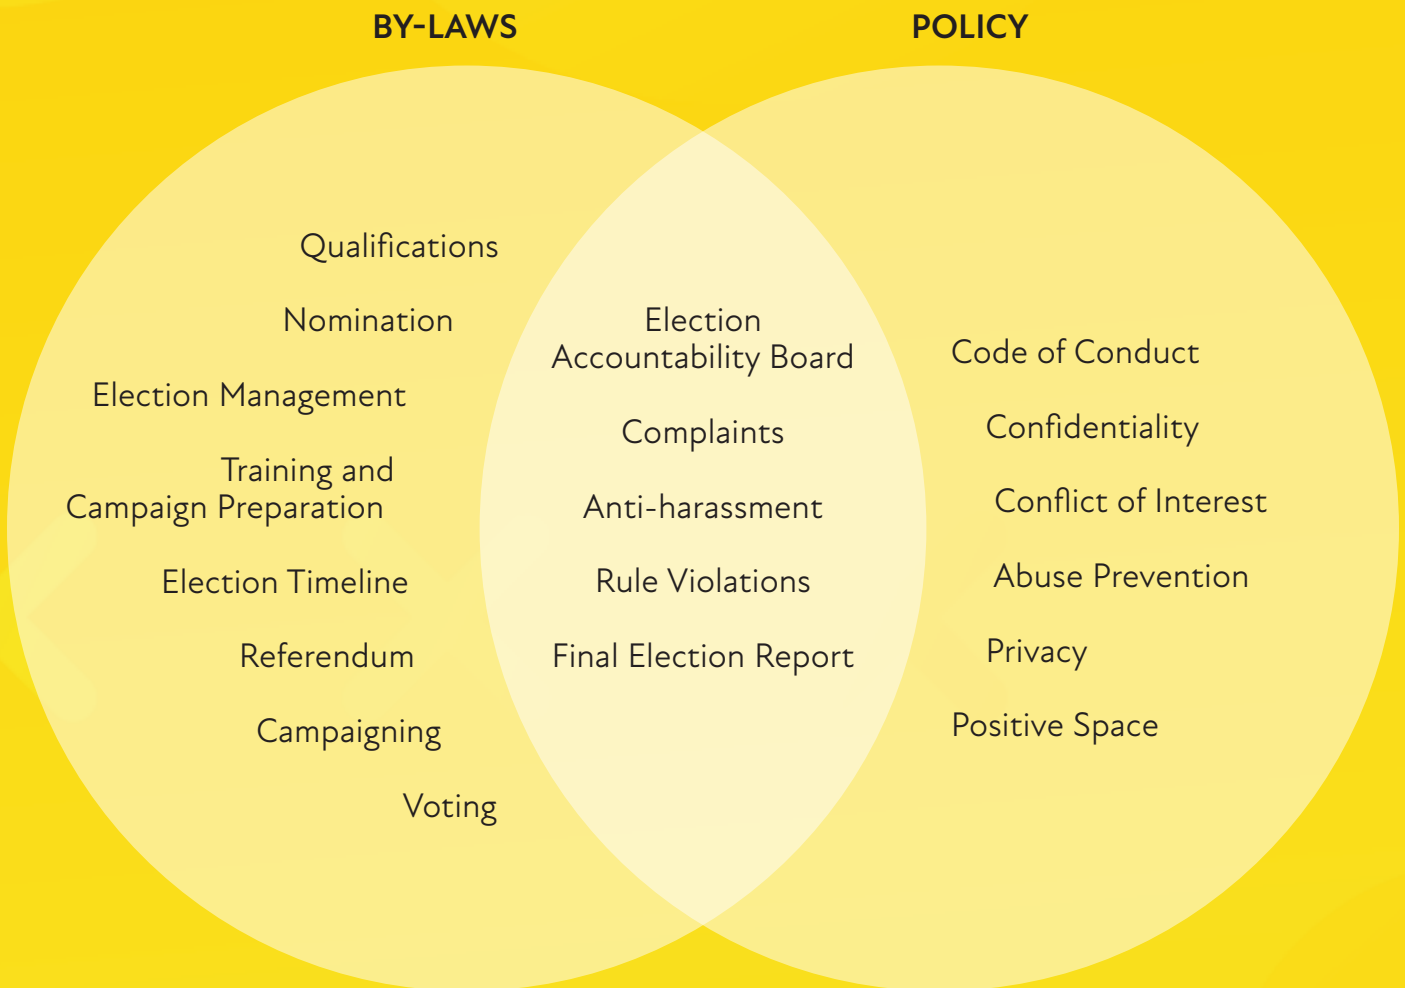 BY-LAWS
POLICY
Qualifications
Nomination
Election Management
Training and
Campaign Preparation
Election Timeline
Referendum
Campaigning
Voting
Election
Accountability Board
Complaints
Anti-harassment
Rule Violations
Final Election Report
Code of Conduct
Confidentiality
Conflict of Interest
Abuse Prevention
Privacy
Positive Space